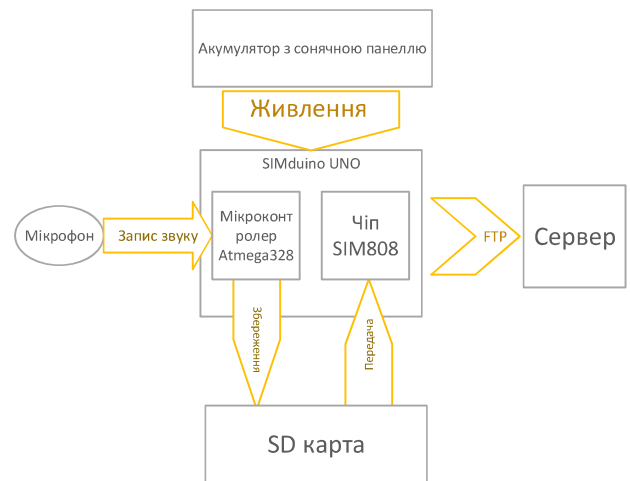 Акумулятор з сонячною панеллю
Живлення
SIMduino UNO
Мікрофон
Запис звуку
Мікроконт
ролер
Atmega328
Чіп
SIM808
FTP
Сервер
Збереження
Передача
SD карта